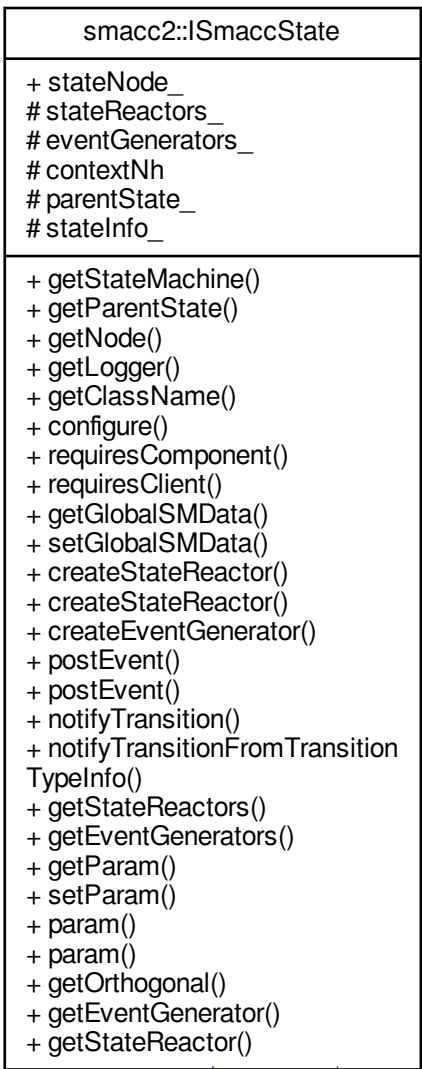 smacc2::ISmaccState
+ stateNode_
# stateReactors_
# eventGenerators_
# contextNh
# parentState_
# stateInfo_
+ getStateMachine()
+ getParentState()
+ getNode()
+ getLogger()
+ getClassName()
+ configure()
+ requiresComponent()
+ requiresClient()
+ getGlobalSMData()
+ setGlobalSMData()
+ createStateReactor()
+ createStateReactor()
+ createEventGenerator()
+ postEvent()
+ postEvent()
+ notifyTransition()
+ notifyTransitionFromTransition
TypeInfo()
+ getStateReactors()
+ getEventGenerators()
+ getParam()
+ setParam()
+ param()
+ param()
+ getOrthogonal()
+ getEventGenerator()
+ getStateReactor()